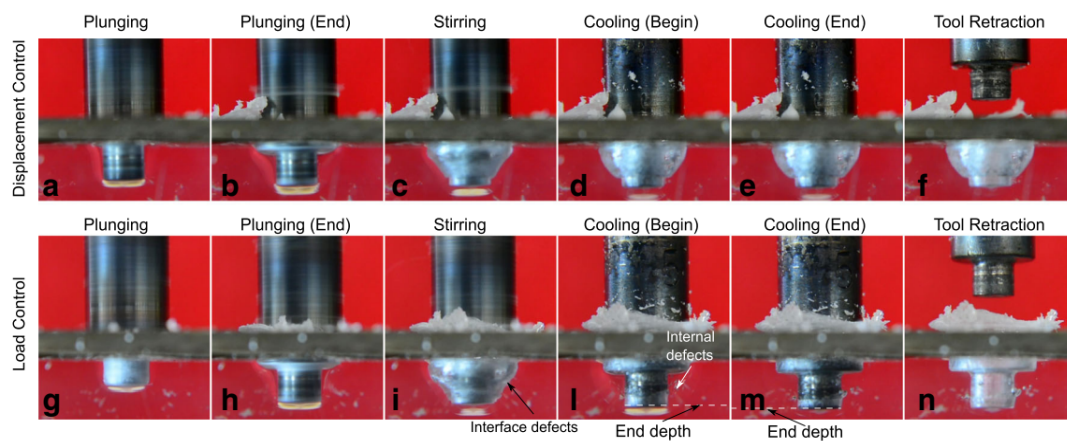 Plunging
Plunging (End)
Stirring
Cooling (Begin)
Cooling (End)
Tool Retraction
Displacement Control
a
b
c
d
e
f
Plunging
Plunging (End)
Stirring
Cooling (Begin)
Cooling (End)
Tool Retraction
Load Control
Internal
defects
g
h
i
l
m
n
Interface defects
End depth
End depth